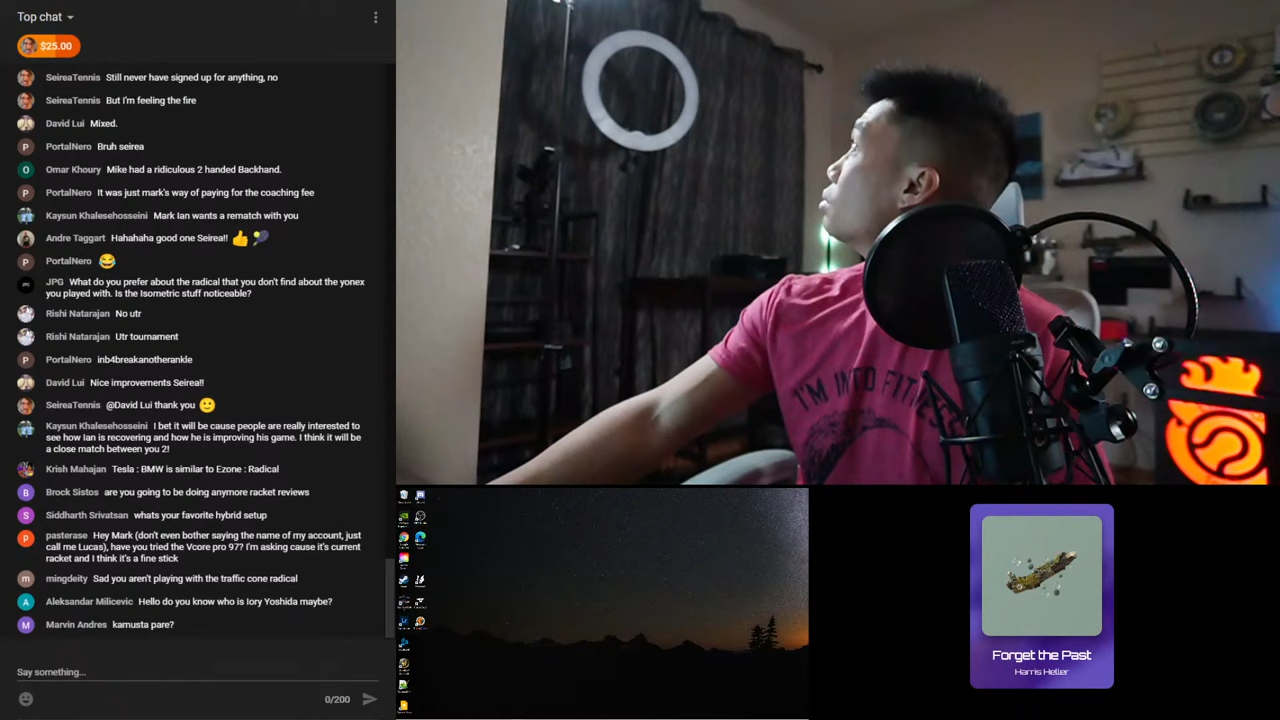 Top chat
$25.00
SeireaTennis Still never have signed up for anything, no
SeireaTennis But I'm feeling the fire
David Lui Mixed.
P PortalNero Bruh seirea
O Omar Khoury Mike had a ridiculous 2 handed Backhand.
P PortalNero It was just mark's way of paying for the coaching fee
Kaysun Khalesehosseini Mark Ian wants a rematch with you
Andre Taggart Hahahaha good one Seirea!! 👍 🎾
P PortalNero 😂
JPG What do you prefer about the radical that you don't find about the yonex
you played with. Is the Isometric stuff noticeable?
Rishi Natarajan No utr
Rishi Natarajan Utr tournament
P PortalNero inb4breakanotherankle
David Lui Nice improvements Seirea!!
SeireaTennis @David Lui thank you 🙂
Kaysun Khalesehosseini I bet it will be cause people are really interested to
see how Ian is recovering and how he is improving his game. I think it will be
a close match between you 2!
Krish Mahajan Tesla : BMW is similar to Ezone : Radical
B Brock Sistos are you going to be doing anymore racket reviews
S Siddharth Srivatsan whats your favorite hybrid setup
p pasterase Hey Mark (don't even bother saying the name of my account, just
call me Lucas), have you tried the Vcore pro 97? I'm asking cause it's current
racket and I think it's a fine stick
m mingdeity Sad you aren't playing with the traffic cone radical
A Aleksandar Milicevic Hello do you know who is Iory Yoshida maybe?
M Marvin Andres kamusta pare?
Say something...
0/200
I'M INTO FITNESS
Forget the Past
Harris Heller